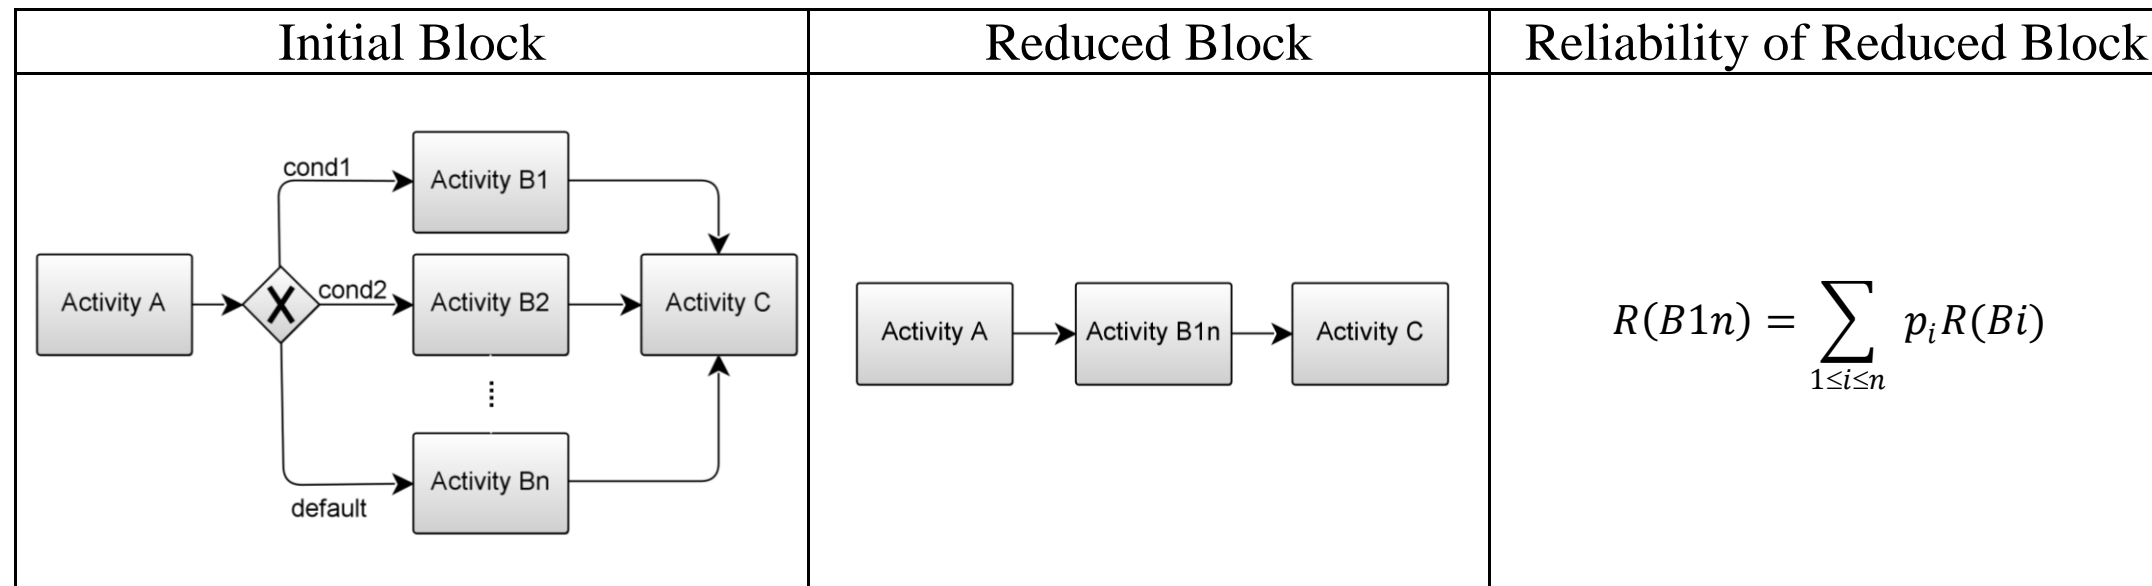 Initial Block
Reduced Block
Reliability of Reduced Block
cond1
Activity B1
Activity A
X
cond2
Activity B2
Activity C
default
Activity Bn
Activity A
Activity B1n
Activity C
R(B1n) = ∑ pᵢR(Bi)
1≤i≤n